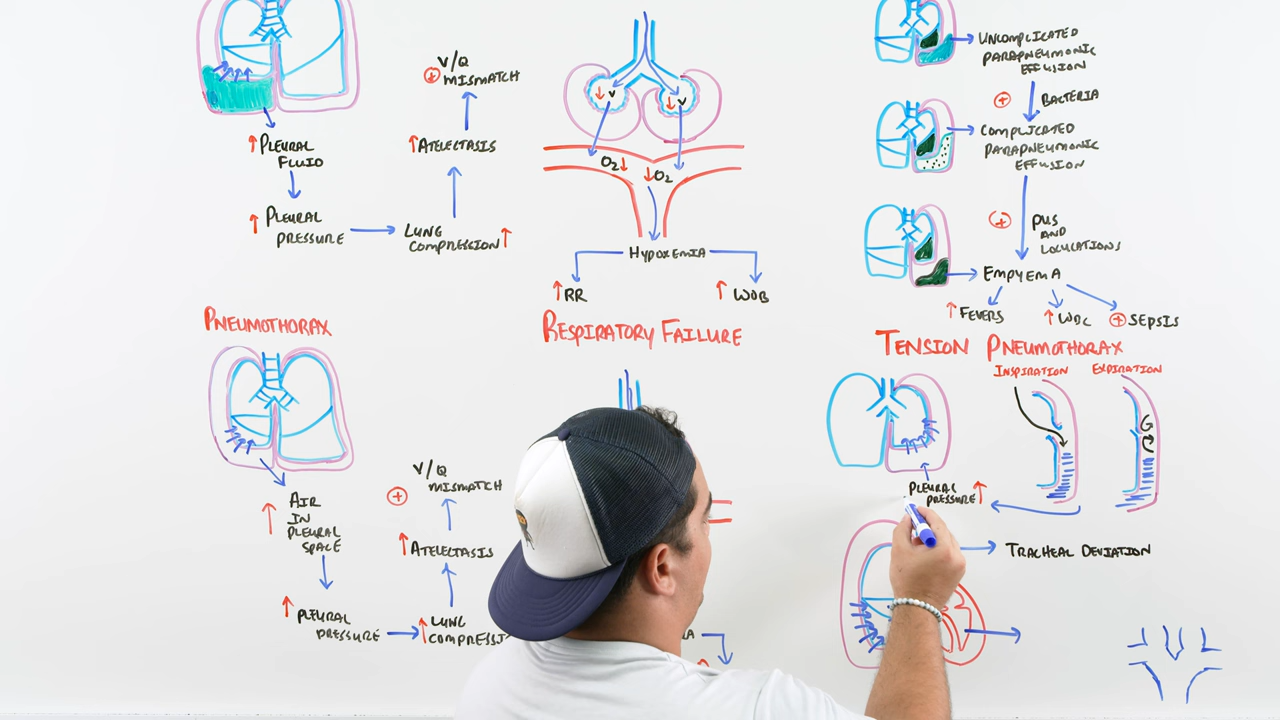 ↑ PLEURAL
FLUID
↑ PLEURAL
PRESSURE
LUNG
COMPRESSION ↑
↑ ATELECTASIS
V/Q
⊕ MISMATCH
↓ V
↓ V
O₂ ↓
↓ O₂
HYPOXEMIA
↑ RR
↑ WOB
RESPIRATORY FAILURE
UNCOMPLICATED
PARAPNEUMONIC
EFFUSION
⊕ BACTERIA
COMPLICATED
PARAPNEUMONIC
EFFUSION
⊕ PUS
AND
LOCULATIONS
EMPYEMA
↑ FEVERS
↑ WBC
⊕ SEPSIS
PNEUMOTHORAX
↑ AIR
IN
PLEURAL
SPACE
↑ PLEURAL
PRESSURE
↑ LUNG
COMPRESSI
↑ ATELECTASIS
V/Q
⊕ MISMATCH
TENSION PNEUMOTHORAX
INSPIRATION
EXPIRATION
PLEURAL
PRESSURE ↑
TRACHEAL DEVIATION